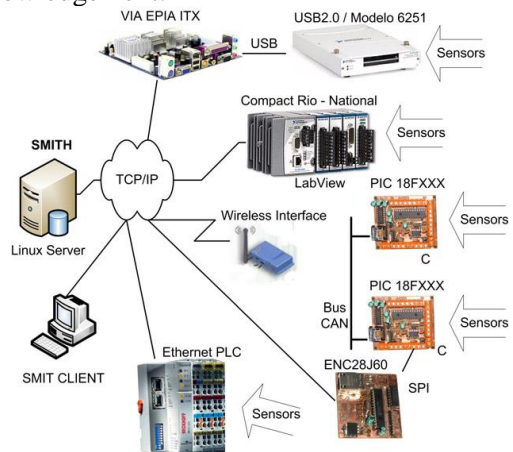 VIA EPIA ITX
USB2.0 / Modelo 6251
USB
Sensors
Compact Rio - National
Sensors
SMITH
TCP/IP
LabView
PIC 18FXXX
Wireless Interface
Sensors
Linux Server
C
PIC 18FXXX
Bus
CAN
Sensors
Ethernet PLC
ENC28J60
C
SMIT CLIENT
SPI
Sensors